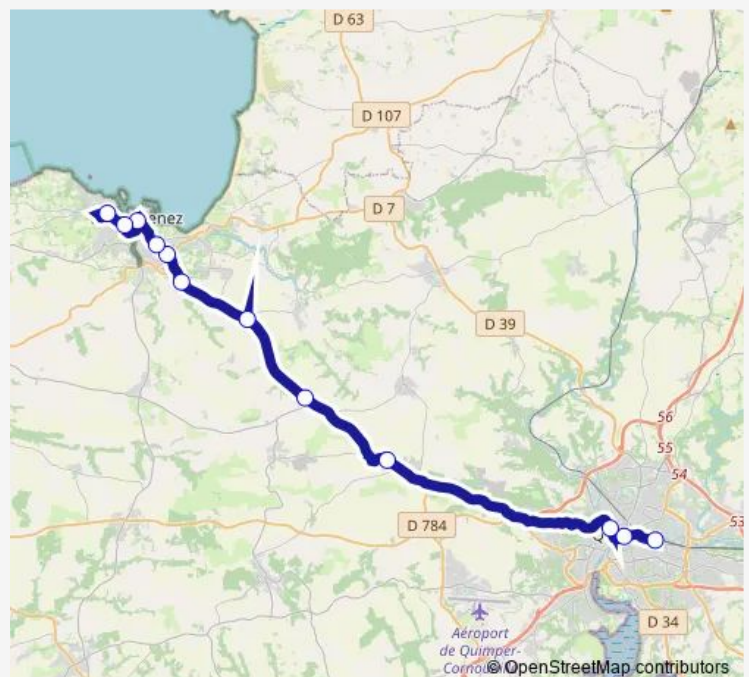 D 63
D 107
D 7
enez
D 39
56
55
54
53
D 784
Q
D 34
Aéroport
de Quimper-
Cornou
© OpenStreetMap contributors